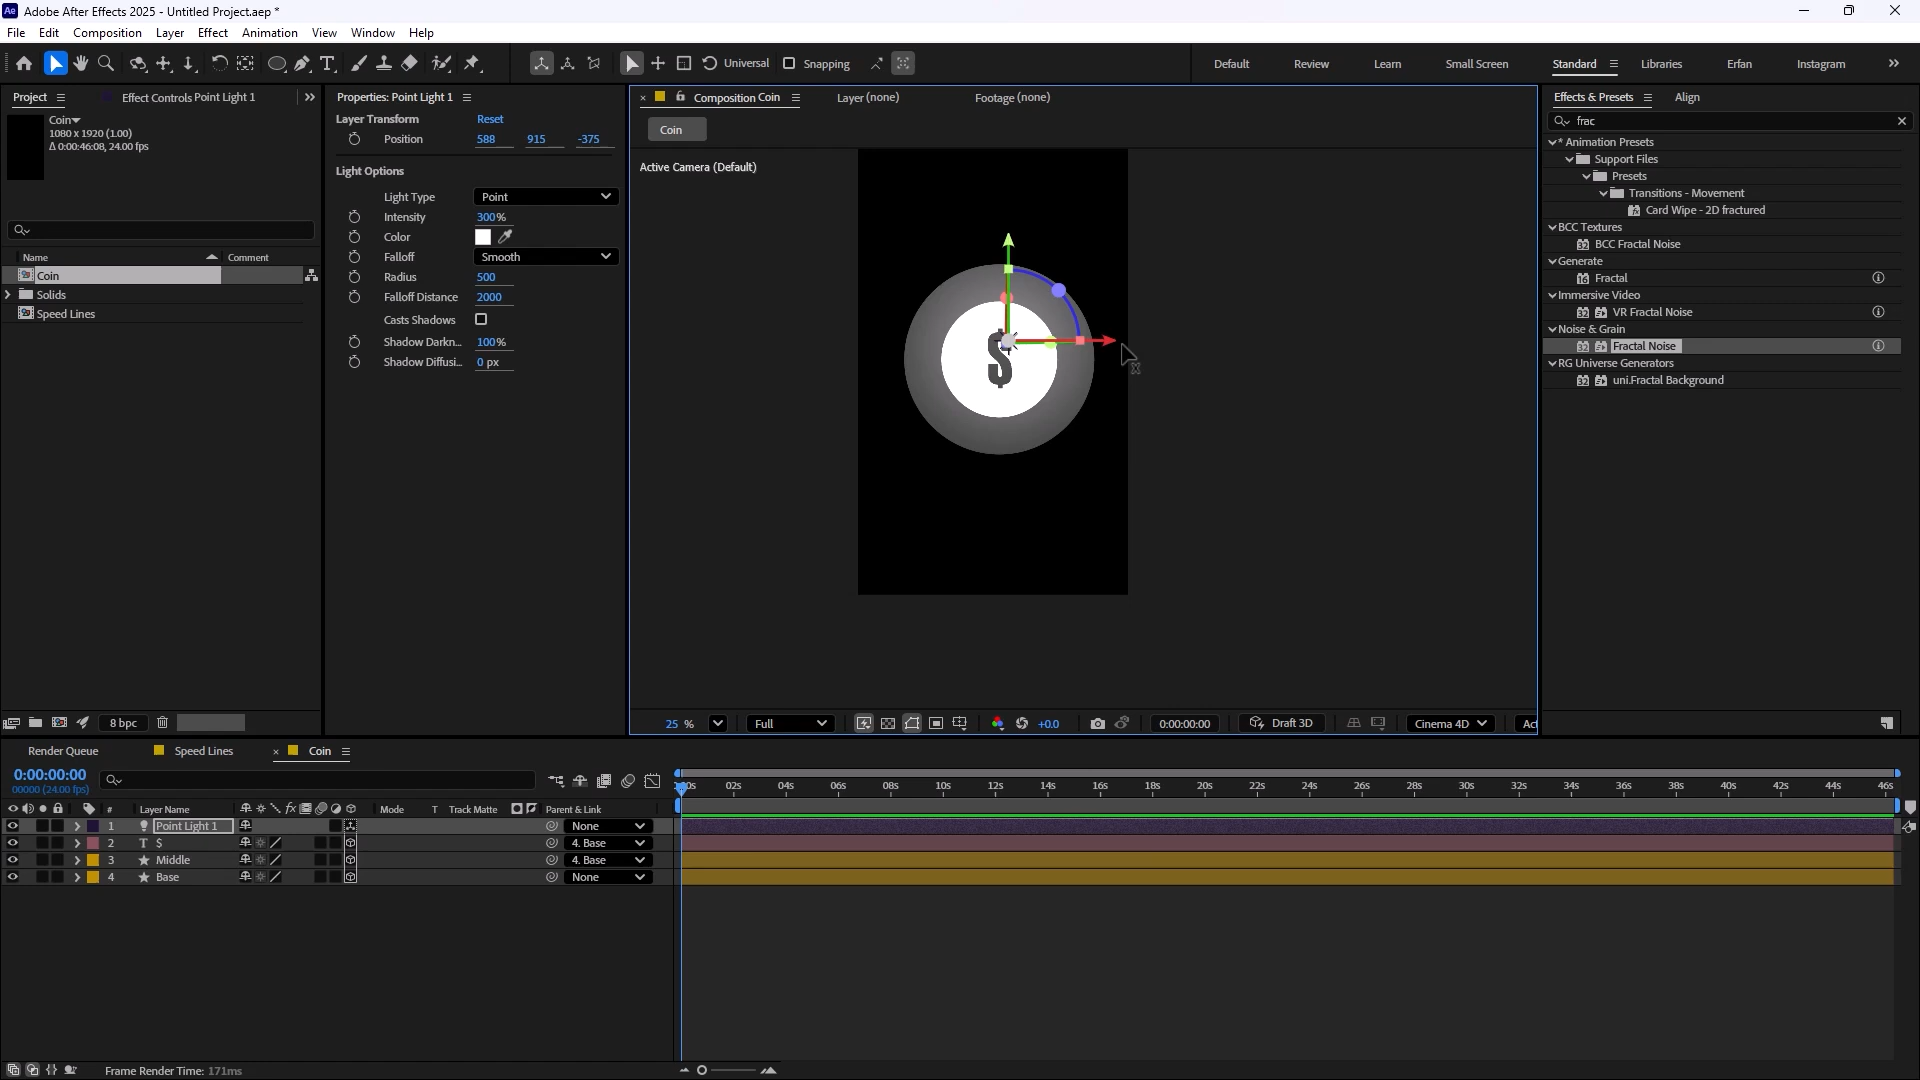 Adobe After Effects 2025 - Untitled Project.aep *
File Edit Composition Layer Effect Animation View Window Help
Universal Snapping Default Review Learn Small Screen Standard Libraries Erfan Instagram
Project Effect Controls Point Light 1
Coin
1080 x 1920 (1.00)
Δ 0:00:46:08, 24.00 fps
Name Comment
Coin
Solids
Speed Lines
8 bpc
Properties: Point Light 1
Layer Transform Reset
Position 588 915 -375
Light Options
Light Type Point
Intensity 300%
Color
Falloff Smooth
Radius 500
Falloff Distance 2000
Casts Shadows
Shadow Darkn... 100%
Shadow Diffusi... 0 px
Composition Coin Layer (none) Footage (none)
Coin
Active Camera (Default)
$
x
25 % Full +0.0 0:00:00:00 Draft 3D Cinema 4D Act
Effects & Presets Align
frac
* Animation Presets
Support Files
Presets
Transitions - Movement
Card Wipe - 2D fractured
BCC Textures
BCC Fractal Noise
Generate
Fractal
Immersive Video
VR Fractal Noise
Noise & Grain
Fractal Noise
RG Universe Generators
uni.Fractal Background
Render Queue Speed Lines Coin
0:00:00:00
00000 (24.00 fps)
02s 04s 06s 08s 10s 12s 14s 16s 18s 20s 22s 24s 26s 28s 30s 32s 34s 36s 38s 40s 42s 44s 46s
# Layer Name fx Mode T Track Matte Parent & Link
1 Point Light 1 None
2 T $ 4. Base
3 Middle 4. Base
4 Base None
Frame Render Time: 171ms